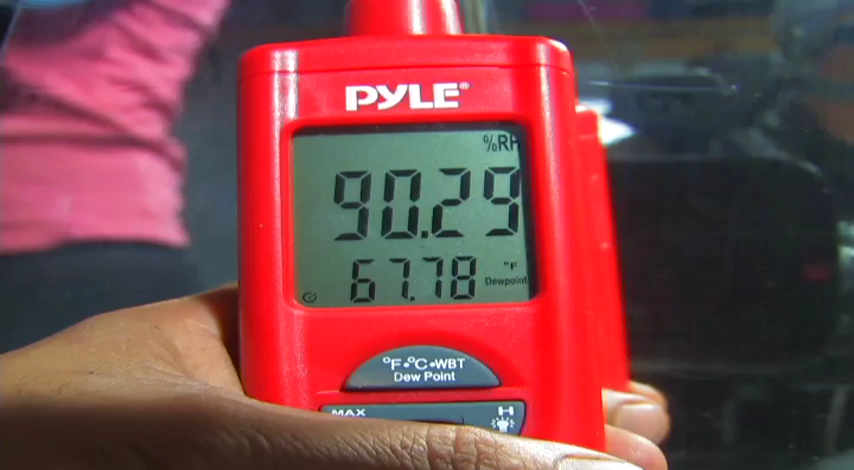 PYLE®
%RH
90.29
67.78 °F Dewpoint
°F•°C•WBT
Dew Point
MAX H